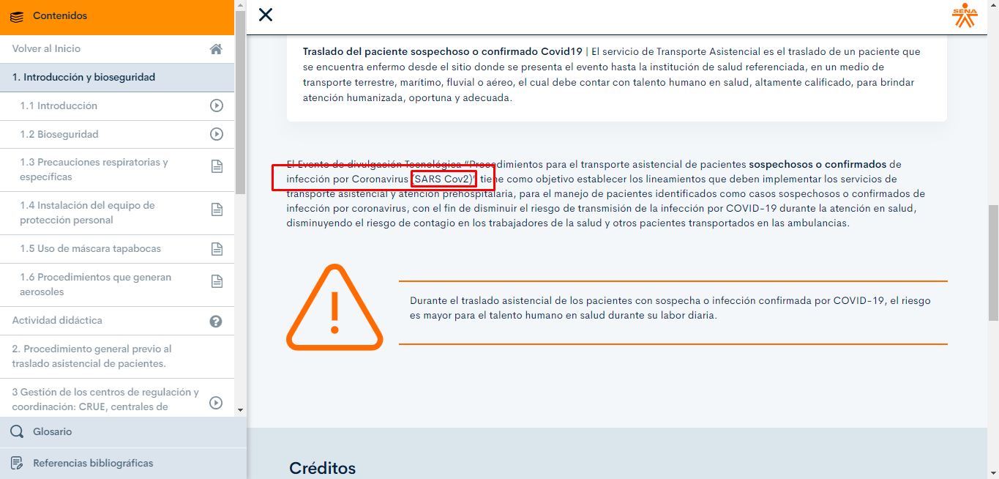 Contenidos
Volver al Inicio
1. Introducción y bioseguridad
1.1 Introducción
1.2 Bioseguridad
1.3 Precauciones respiratorias y
específicas
1.4 Instalación del equipo de
protección personal
1.5 Uso de máscara tapabocas
1.6 Procedimientos que generan
aerosoles
Actividad didáctica
2. Procedimiento general previo al
traslado asistencial de pacientes.
3 Gestión de los centros de regulación y
coordinación: CRUE, centrales de
Glosario
Referencias bibliográficas
SENA
Traslado del paciente sospechoso o confirmado Covid19 | El servicio de Transporte Asistencial es el traslado de un paciente que
se encuentra enfermo desde el sitio donde se presenta el evento hasta la institución de salud referenciada, en un medio de
transporte terrestre, marítimo, fluvial o aéreo, el cual debe contar con talento humano en salud, altamente calificado, para brindar
atención humanizada, oportuna y adecuada.
El Evento de divulgación Tecnológica “Procedimientos para el transporte asistencial de pacientes sospechosos o confirmados de
infección por Coronavirus (SARS Cov2)” tiene como objetivo establecer los lineamientos que deben implementar los servicios de
transporte asistencial y atención prehospitalaria, para el manejo de pacientes identificados como casos sospechosos o confirmados de
infección por coronavirus, con el fin de disminuir el riesgo de transmisión de la infección por COVID-19 durante la atención en salud,
disminuyendo el riesgo de contagio en los trabajadores de la salud y otros pacientes transportados en las ambulancias.
Durante el traslado asistencial de los pacientes con sospecha o infección confirmada por COVID-19, el riesgo
es mayor para el talento humano en salud durante su labor diaria.
Créditos